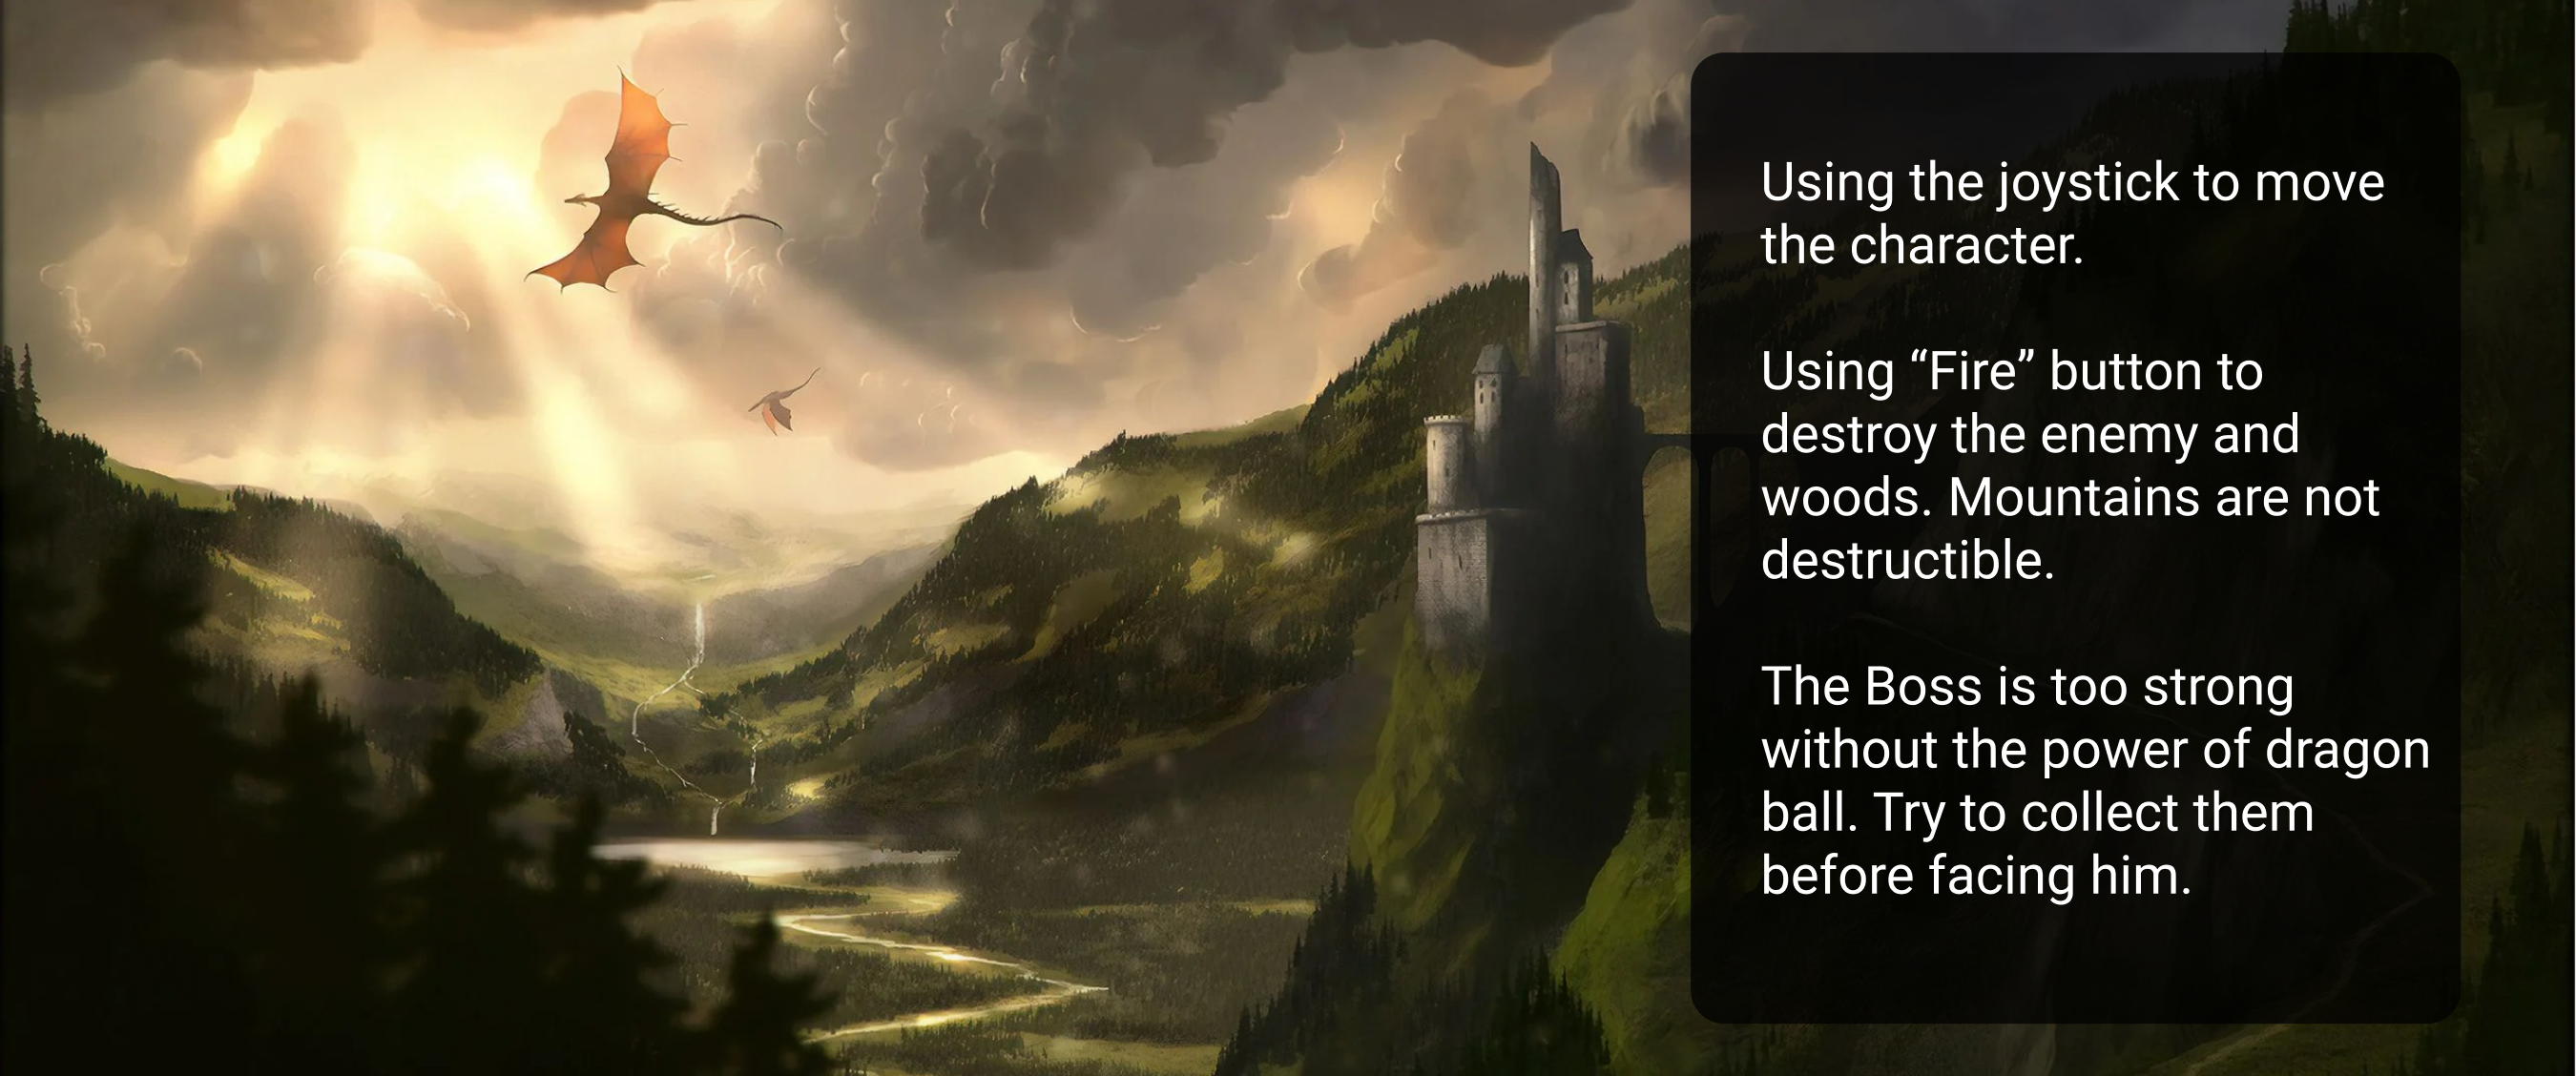 Using the joystick to move
the character.
Using “Fire” button to
destroy the enemy and
woods. Mountains are not
destructible.
The Boss is too strong
without the power of dragon
ball. Try to collect them
before facing him.